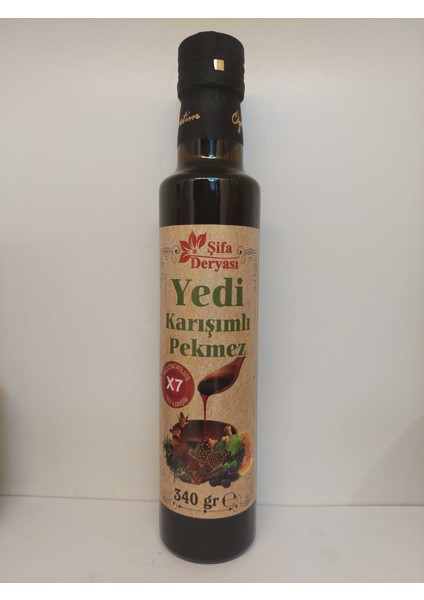 Şifa
Deryası
Yedi
Karışımlı
Pekmez
X7
340 gr ℮